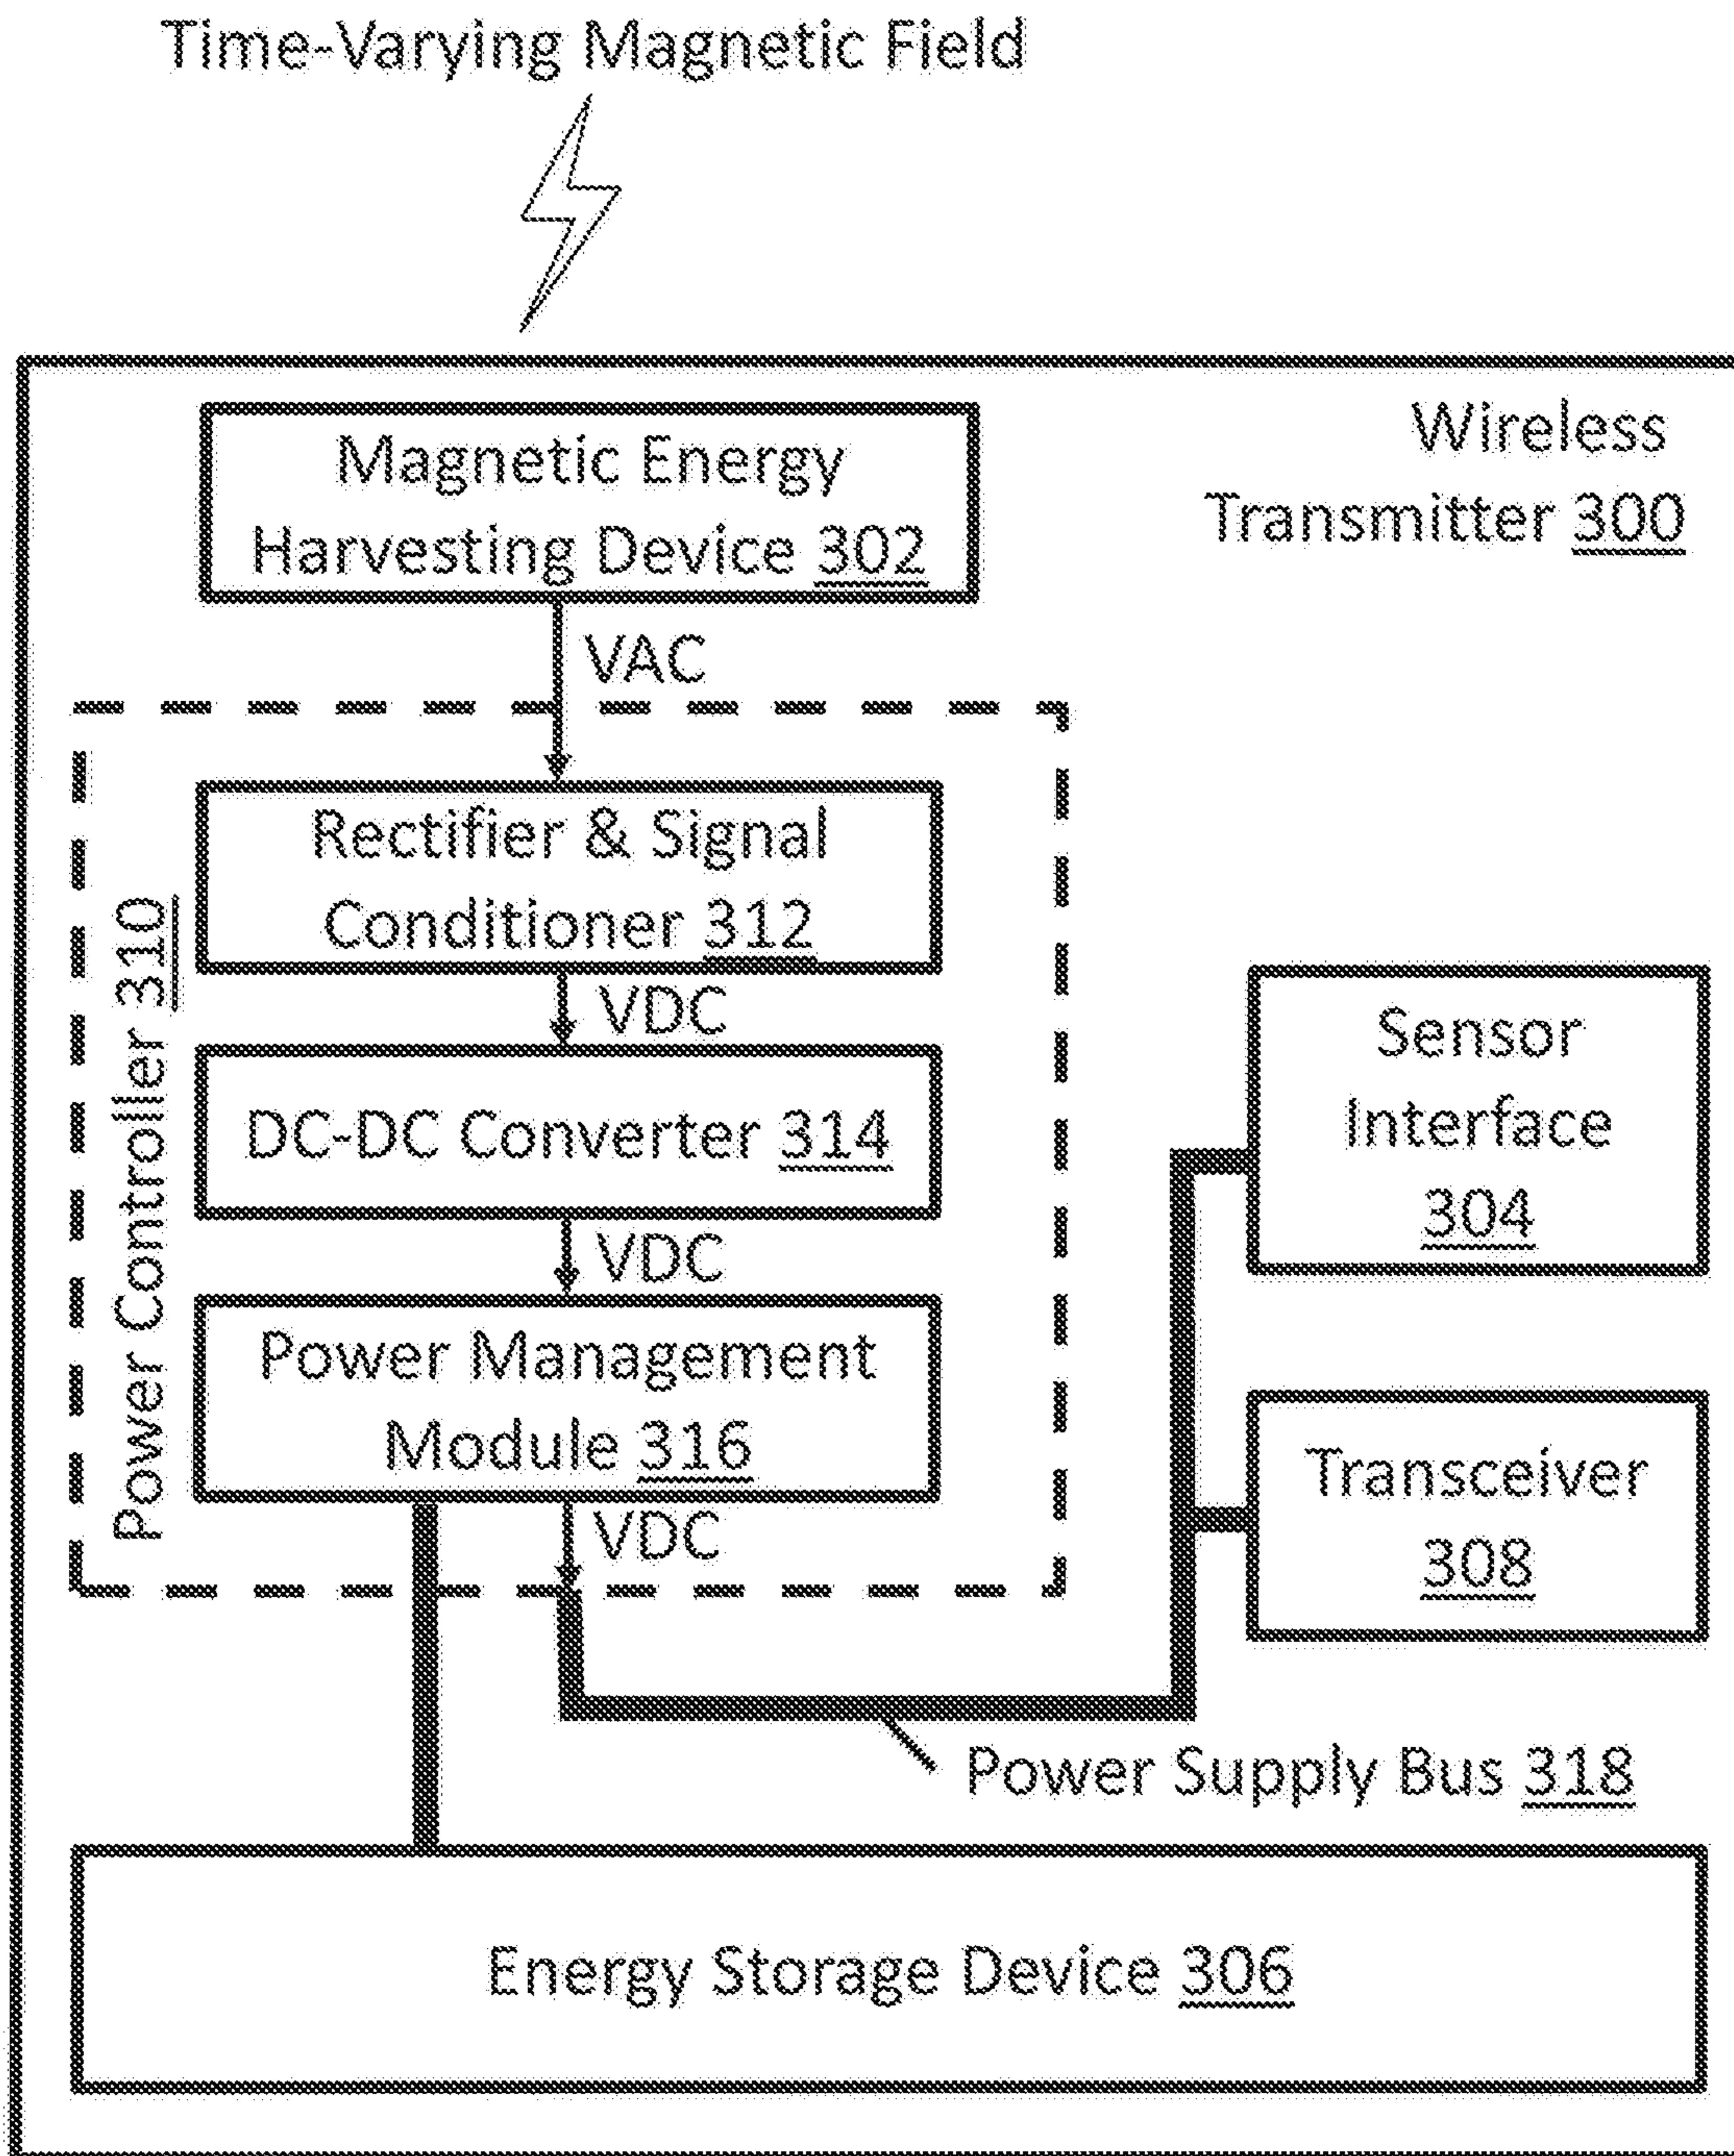 Time-Varying Magnetic Field
Wireless
Transmitter 300
Magnetic Energy
Harvesting Device 302
VAC
Power Controller 310
Rectifier & Signal
Conditioner 312
VDC
DC-DC Converter 314
VDC
Power Management
Module 316
VDC
Sensor
Interface
304
Transceiver
308
Power Supply Bus 318
Energy Storage Device 306